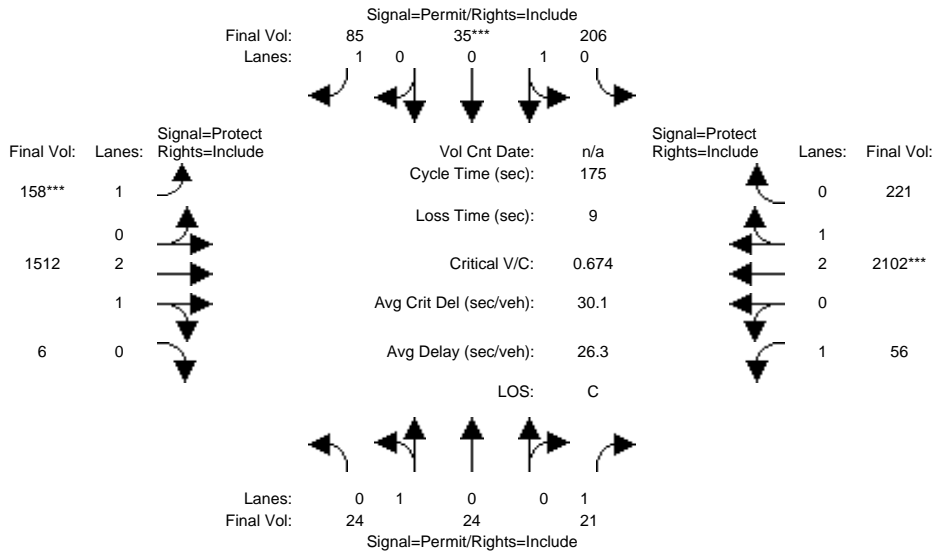 Signal=Permit/Rights=Include
Final Vol: 85 35*** 206
Lanes: 1 0 0 1 0
Signal=Protect
Final Vol: Lanes: Rights=Include
Vol Cnt Date: n/a
Signal=Protect
Rights=Include Lanes: Final Vol:
Cycle Time (sec): 175
158*** 1
0 221
Loss Time (sec): 9
0
1
1512 2
Critical V/C: 0.674
2 2102***
1
Avg Crit Del (sec/veh): 30.1
0
6 0
Avg Delay (sec/veh): 26.3
1 56
LOS: C
Lanes: 0 1 0 0 1
Final Vol: 24 24 21
Signal=Permit/Rights=Include